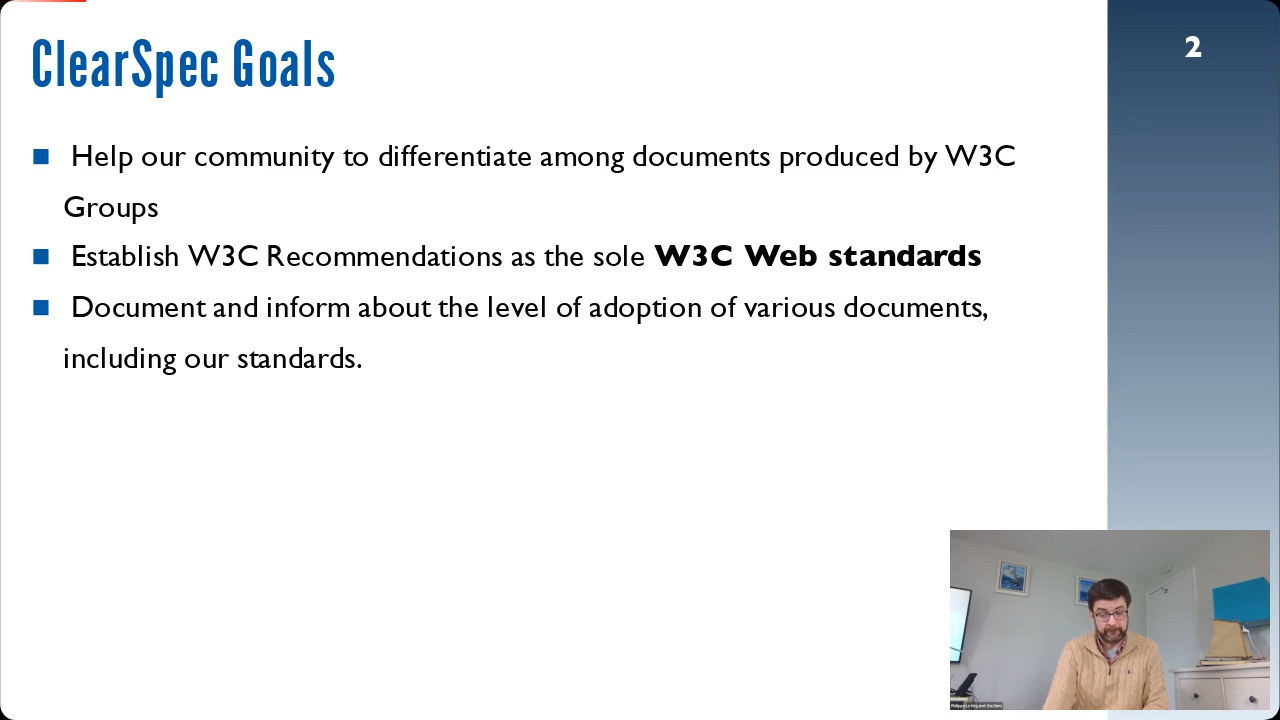 ClearSpec Goals
2
Help our community to differentiate among documents produced by W3C
Groups
Establish W3C Recommendations as the sole W3C Web standards
Document and inform about the level of adoption of various documents,
including our standards.